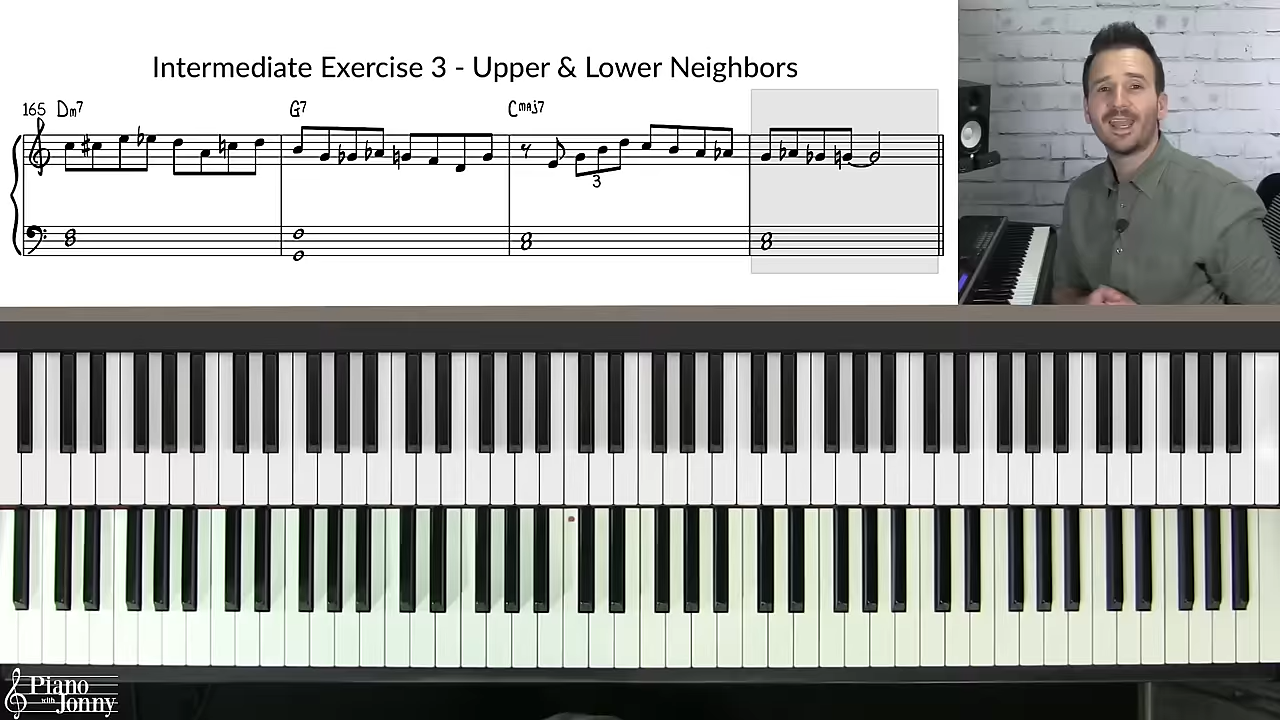 Intermediate Exercise 3 - Upper & Lower Neighbors
165 Dm7 G7 Cmaj7
3
Piano
with
Jonny